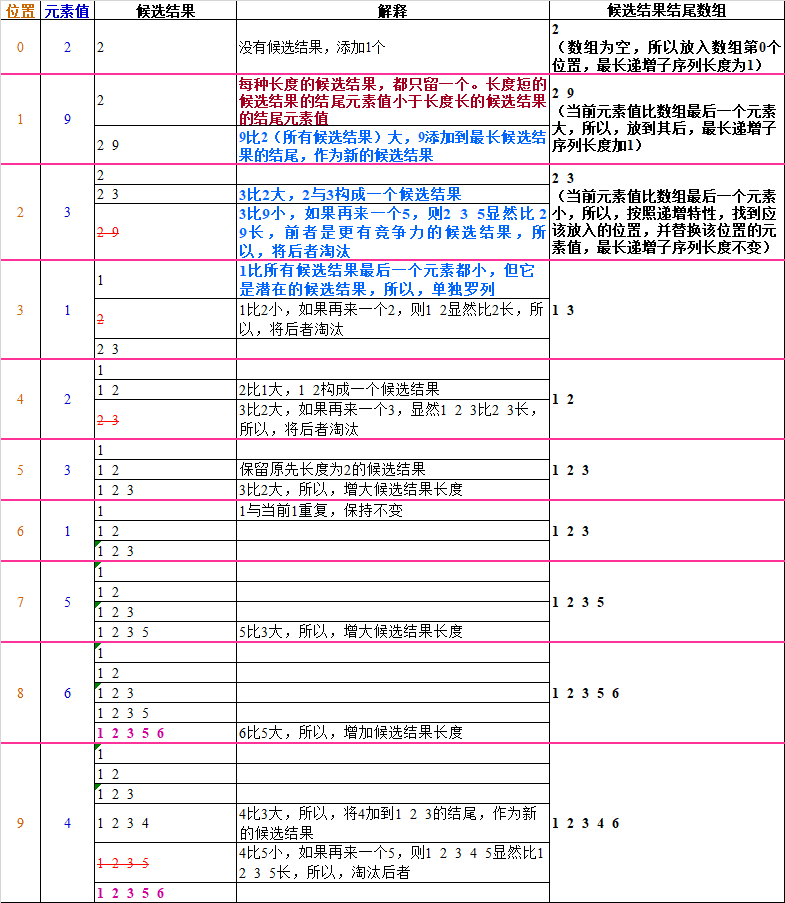 位置 元素值 候选结果 解释 候选结果结尾数组
0 2 2 没有候选结果，添加1个
2
（数组为空，所以放入数组第0个
位置，最长递增子序列长度为1）
1 9
2
每种长度的候选结果，都只留一个。长度短的
候选结果的结尾元素值小于长度长的候选结果
的结尾元素值
2 9
9比2（所有候选结果）大，9添加到最长候选结
果的结尾，作为新的候选结果
2 9
（当前元素值比数组最后一个元素
大，所以，放到其后，最长递增子
序列长度加1）
2 3
2
2 3 3比2大，2与3构成一个候选结果
2 9
3比9小，如果再来一个5，则2 3 5显然比2
9长，前者是更有竞争力的候选结果，所
以，将后者淘汰
2 3
（当前元素值比数组最后一个元素
小，所以，按照递增特性，找到应
该放入的位置，并替换该位置的元
素值，最长递增子序列长度不变）
3 1
1
1比所有候选结果最后一个元素都小，但它
是潜在的候选结果，所以，单独罗列
2
1比2小，如果再来一个2，则1 2显然比2长，所
以，将后者淘汰
2 3
1 3
4 2
1
1 2 2比1大，1 2构成一个候选结果
2 3
3比2大，如果再来一个3，显然1 2 3比2 3长，
所以，将后者淘汰
1 2
5 3
1
1 2 保留原先长度为2的候选结果
1 2 3 3比2大，所以，增大候选结果长度
1 2 3
6 1
1 1与当前1重复，保持不变
1 2
1 2 3
1 2 3
7 5
1
1 2
1 2 3
1 2 3 5 5比3大，所以，增大候选结果长度
1 2 3 5
8 6
1
1 2
1 2 3
1 2 3 5
1 2 3 5 6 6比5大，所以，增加候选结果长度
1 2 3 5 6
9 4
1
1 2
1 2 3
1 2 3 4
4比3大，所以，将4加到1 2 3的结尾，作为新
的候选结果
1 2 3 5
4比5小，如果再来一个5，则1 2 3 4 5显然比1
2 3 5长，所以，淘汰后者
1 2 3 5 6
1 2 3 4 6